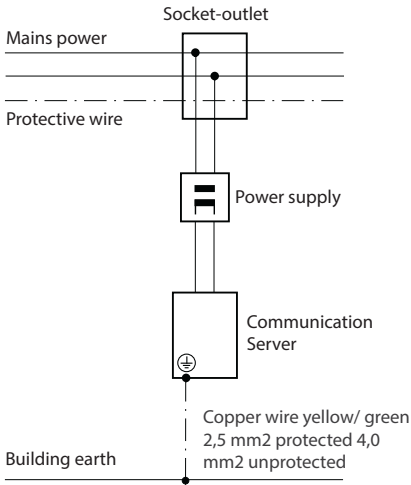 Socket-outlet
Mains power
Protective wire
Power supply
Communication
Server
Copper wire yellow/ green
2,5 mm2 protected 4,0
mm2 unprotected
Building earth